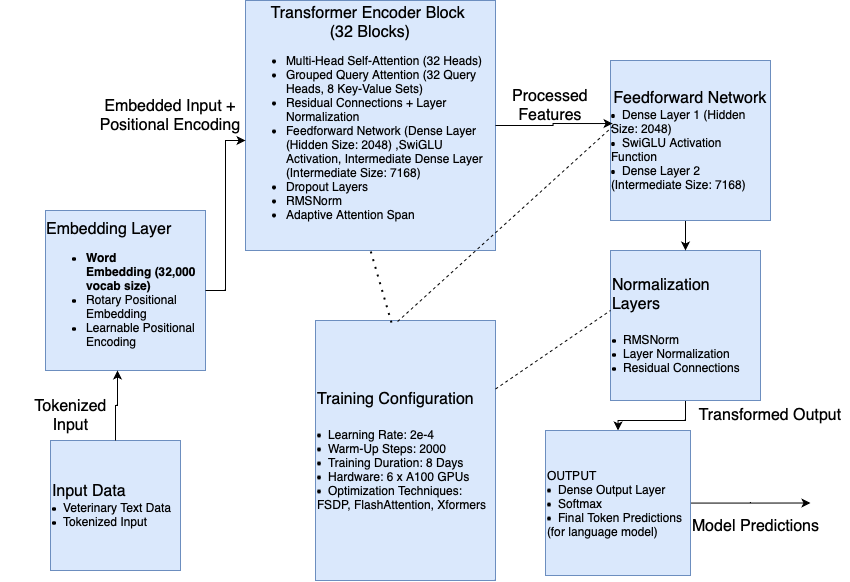 Transformer Encoder Block
(32 Blocks)
• Multi-Head Self-Attention (32 Heads)
• Grouped Query Attention (32 Query
Heads, 8 Key-Value Sets)
• Residual Connections + Layer
Normalization
• Feedforward Network (Dense Layer
(Hidden Size: 2048) ,SwiGLU
Activation, Intermediate Dense Layer
(Intermediate Size: 7168)
• Dropout Layers
• RMSNorm
• Adaptive Attention Span
Embedded Input +
Positional Encoding
Processed
Features
Feedforward Network
• Dense Layer 1 (Hidden
Size: 2048)
• SwiGLU Activation
Function
• Dense Layer 2
(Intermediate Size: 7168)
Embedding Layer
• Word
Embedding (32,000
vocab size)
• Rotary Positional
Embedding
• Learnable Positional
Encoding
Normalization
Layers
• RMSNorm
• Layer Normalization
• Residual Connections
Tokenized
Input
Training Configuration
• Learning Rate: 2e-4
• Warm-Up Steps: 2000
• Training Duration: 8 Days
• Hardware: 6 x A100 GPUs
• Optimization Techniques:
FSDP, FlashAttention, Xformers
Transformed Output
Input Data
• Veterinary Text Data
• Tokenized Input
OUTPUT
• Dense Output Layer
• Softmax
• Final Token Predictions
(for language model)
Model Predictions